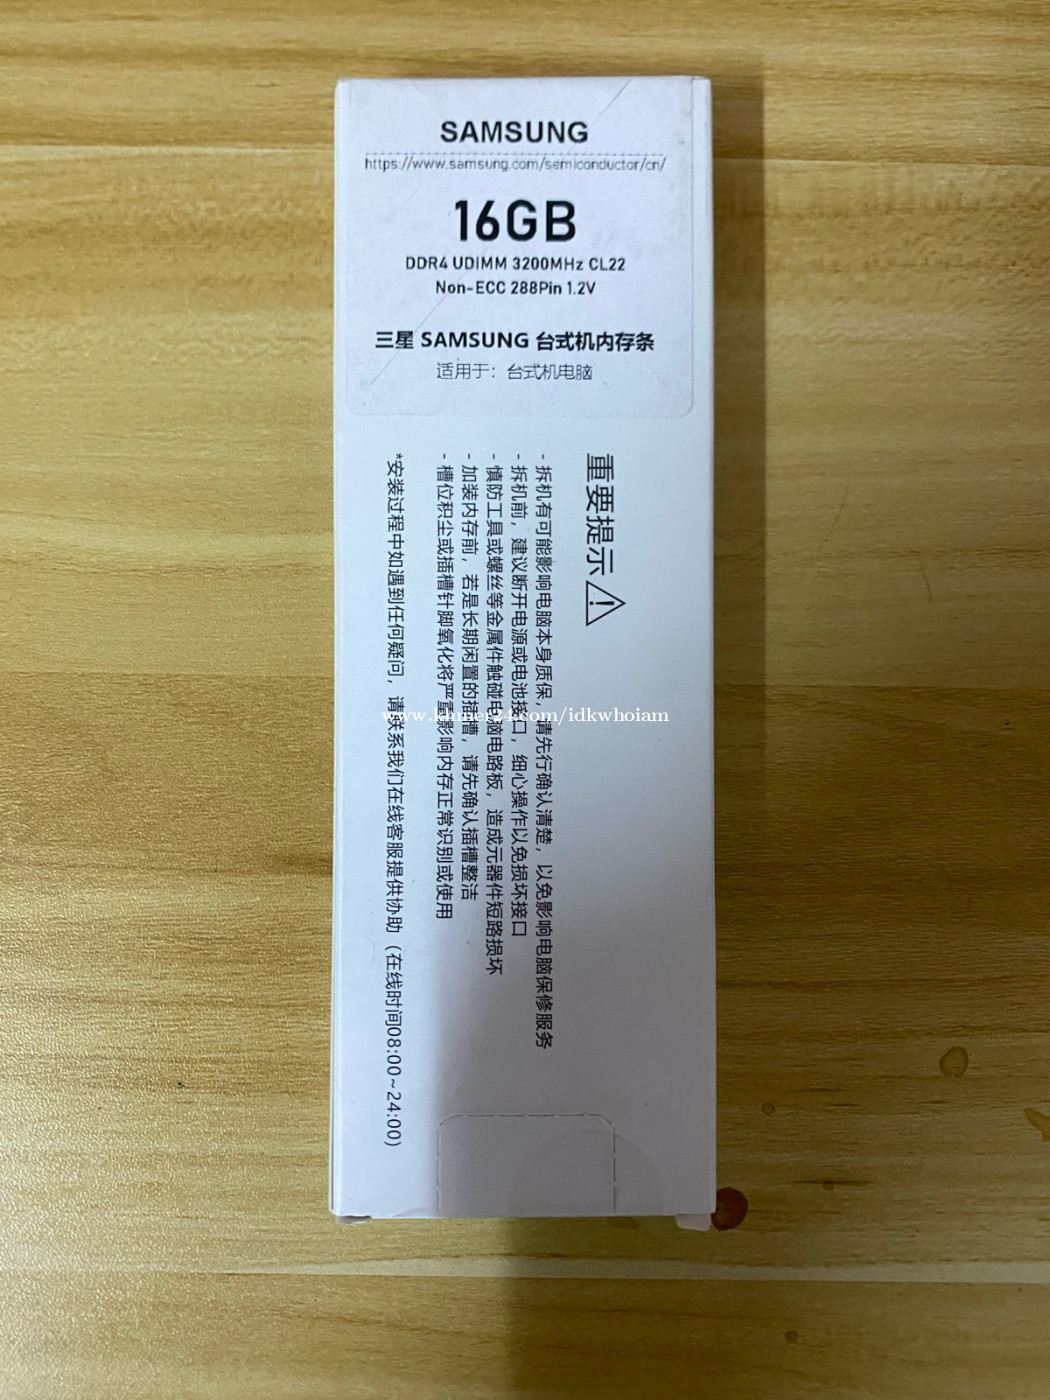 SAMSUNG
https://www.samsung.com/semiconductor/cn/
16GB
DDR4 UDIMM 3200MHz CL22
Non-ECC 288Pin 1.2V
三星 SAMSUNG 台式机内存条
适用于：台式机电脑
重要提示
- 拆机有可能影响电脑本身质保，请先行确认清楚，以免影响电脑保修服务
- 拆机前，建议断开电源或电池接口，细心操作以免损坏接口
- 慎防工具或螺丝等金属件触碰电脑电路板，造成元器件短路损坏
- 加装内存前，若是长期闲置的插槽，请先确认插槽整洁
- 槽位积尘或插槽针脚氧化将严重影响内存正常识别或使用
*安装过程中如遇到任何疑问，请联系我们在线客服提供协助（在线时间08:00~24:00）
www.khmer24.com/idkwhoiam